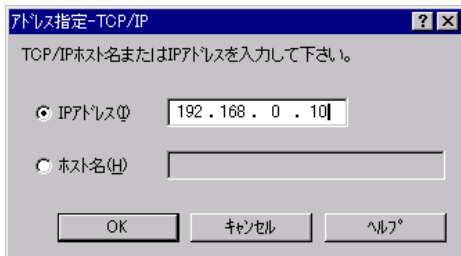 アドレス指定-TCP/IP
TCP/IPホスト名またはIPアドレスを入力して下さい。
IPアドレス(I) 192 . 168 . 0 . 10
ホスト名(H)
OK キャンセル ヘルプ